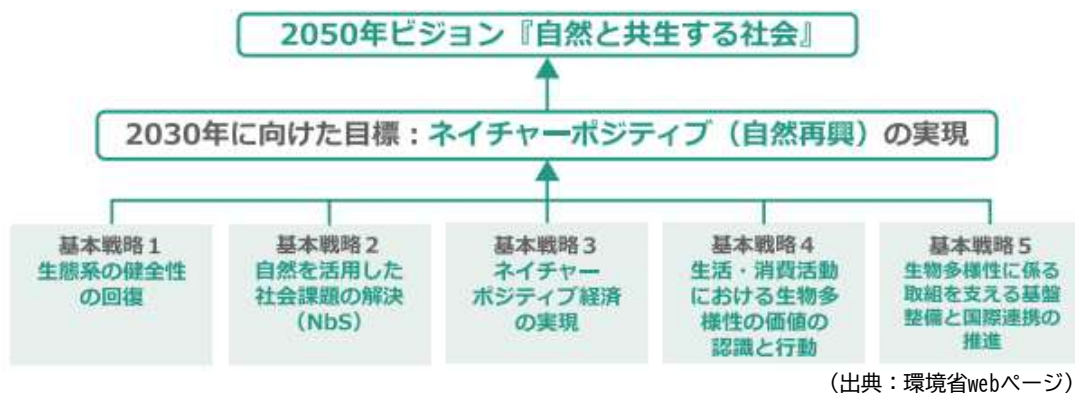 2050年ビジョン『自然と共生する社会』
2030年に向けた目標：ネイチャーポジティブ（自然再興）の実現
基本戦略１
生態系の健全性
の回復
基本戦略２
自然を活用した
社会課題の解決
（NbS）
基本戦略３
ネイチャー
ポジティブ経済
の実現
基本戦略４
生活・消費活動
における生物多
様性の価値の
認識と行動
基本戦略５
生物多様性に係る
取組を支える基盤
整備と国際連携の
推進
（出典：環境省webページ）